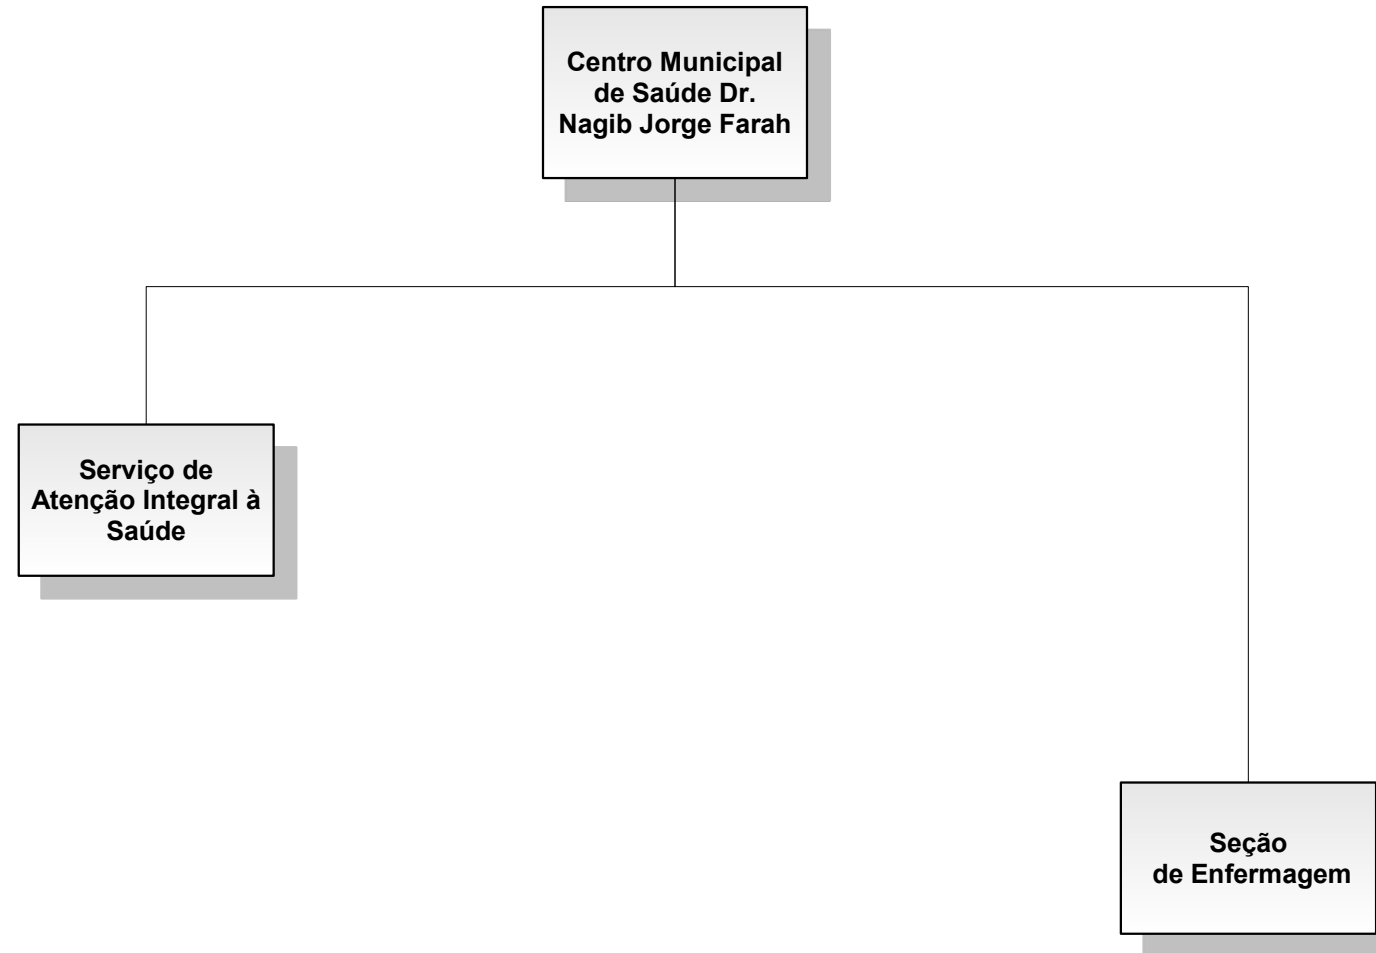 Centro Municipal
de Saúde Dr.
Nagib Jorge Farah
Serviço de
Atenção Integral à
Saúde
Seção
de Enfermagem